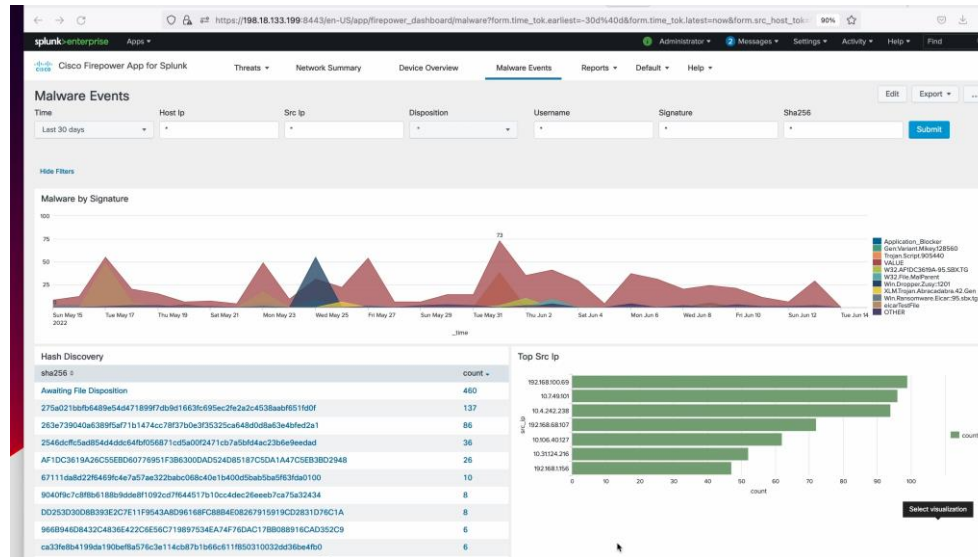 https://198.18.133.199:8443/en-US/app/firepower_dashboard/malware?form.time_tok.earliest=-30d%40d&form.time_tok.latest=now&form.src_host_tok
90%
splunk>enterprise Apps Administrator 2 Messages Settings Activity Help Find
cisco Cisco Firepower App for Splunk Threats Network Summary Device Overview Malware Events Reports Default Help
Malware Events Edit Export ...
Time Host Ip Src Ip Disposition Username Signature Sha256
Last 30 days * * * * * * Submit
Hide Filters
Malware by Signature
100
75
50
25
73
Application_Blocker
Gen:Variant.Mikey.128560
Trojan.Script.905440
VALUE
W32.AF1DC3619A-95.SBX.TG
W32.File.MalParent
Win.Dropper.Zusy::1201
XLM.Trojan.Abracadabra.42.Gen
Win.Ransomware.Eicar::95.sbx.tg
eicarTestFile
OTHER
Sun May 15 Tue May 17 Thu May 19 Sat May 21 Mon May 23 Wed May 25 Fri May 27 Sun May 29 Tue May 31 Thu Jun 2 Sat Jun 4 Mon Jun 6 Wed Jun 8 Fri Jun 10 Sun Jun 12 Tue Jun 14
2022
_time
Hash Discovery
sha256 count
Awaiting File Disposition 460
275a021bbfb6489e54d471899f7db9d1663fc695ec2fe2a2c4538aabf651fd0f 137
263e739040a6389f5af71b1474cc78f37b0e3f35325ca648d0d8a63e4bfed2a1 86
2546dcffc5ad854d4ddc64fbf056871cd5a00f2471cb7a5bfd4ac23b6e9eedad 36
AF1DC3619A26C55EBD60776951F3B6300DAD524D85187C5DA1A47C5EB3BD2948 26
67111da8d22f6469fc4e7a57ae322babc068c40e1b400d5bab5ba5f63fda0100 10
9040f9c7c8f8b6188b9dde8f1092cd7f644517b10cc4dec26eeeb7ca75a32434 8
DD253D30D8B393E2C7E11F9543A8D96168FC88B4E08267915919CD2831D76C1A 8
966B946D8432C4836E422C6E56C719897534EA74F76DAC17BB088916CAD352C9 6
ca33fe8b4199da190bef8a576c3e114cb87b1b66c611f850310032dd36be4fb0 6
Top Src Ip
src_ip
192.168.100.69
10.7.49.101
10.4.242.238
192.168.68.107
10.106.40.127
10.31.124.216
192.168.1.156
0 10 20 30 40 50 60 70 80 90 100
count
count
Select visualization